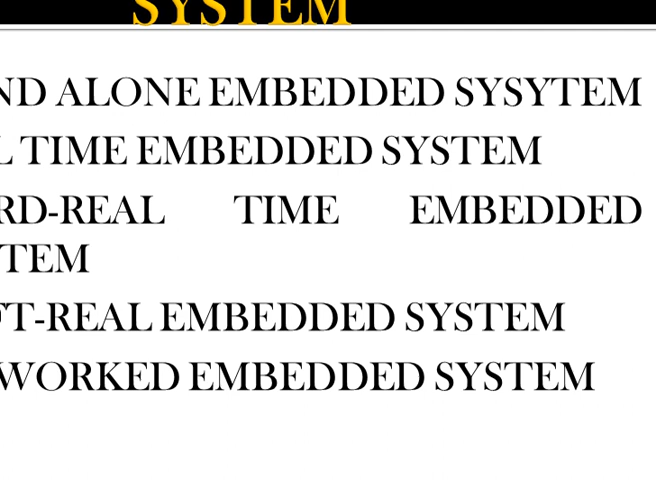 SYSTEM
ND ALONE EMBEDDED SYSYTEM
L TIME EMBEDDED SYSTEM
RD-REAL TIME EMBEDDED
TEM
FT-REAL EMBEDDED SYSTEM
WORKED EMBEDDED SYSTEM